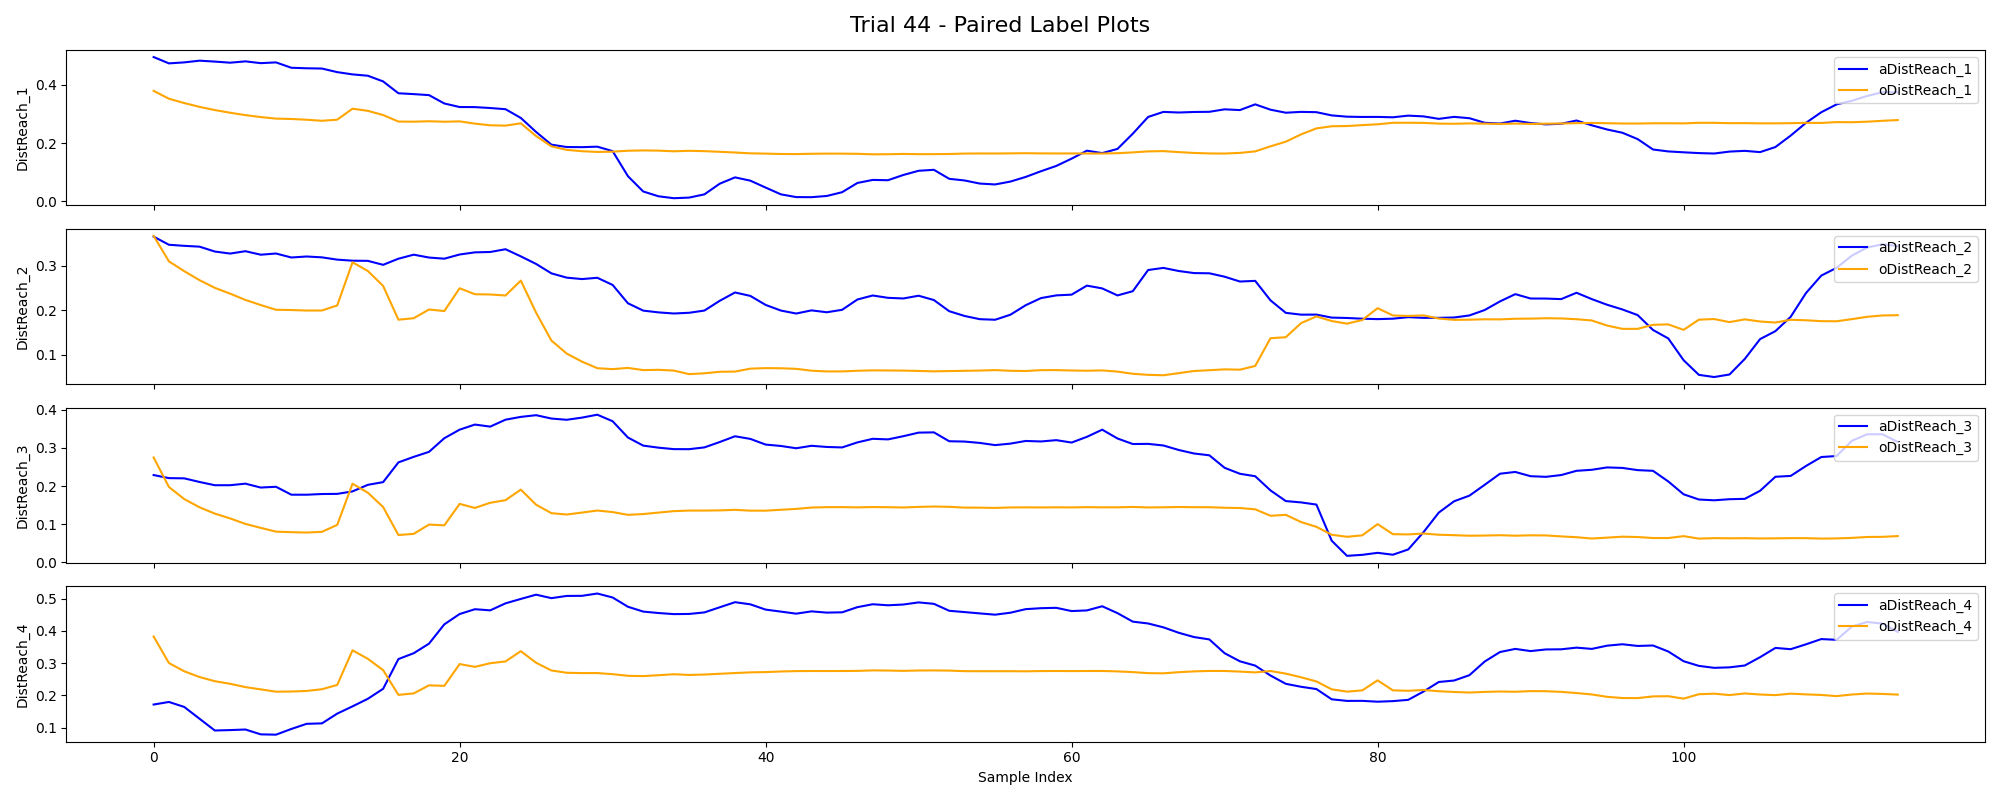 Trial 44 - Paired Label Plots
DistReach_1
0.4
0.2
0.0
aDistReach_1
oDistReach_1
DistReach_2
0.3
0.2
0.1
aDistReach_2
oDistReach_2
DistReach_3
0.4
0.3
0.2
0.1
0.0
aDistReach_3
oDistReach_3
DistReach_4
0.5
0.4
0.3
0.2
0.1
aDistReach_4
oDistReach_4
0 20 40 60 80 100
Sample Index